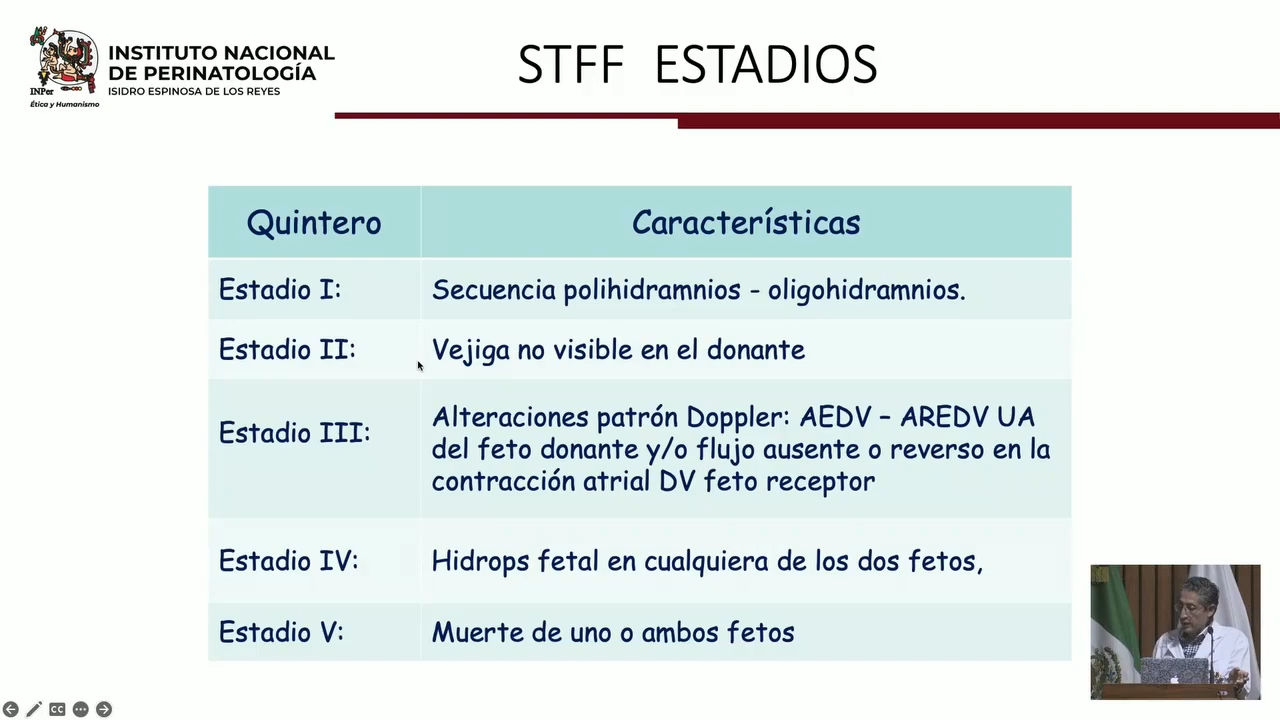 INPer
Ética y Humanismo
INSTITUTO NACIONAL
DE PERINATOLOGÍA
ISIDRO ESPINOSA DE LOS REYES
STFF ESTADIOS
Quintero
Características
Estadio I:
Secuencia polihidramnios - oligohidramnios.
Estadio II:
Vejiga no visible en el donante
Estadio III:
Alteraciones patrón Doppler: AEDV – AREDV UA
del feto donante y/o flujo ausente o reverso en la
contracción atrial DV feto receptor
Estadio IV:
Hidrops fetal en cualquiera de los dos fetos,
Estadio V:
Muerte de uno o ambos fetos
CC